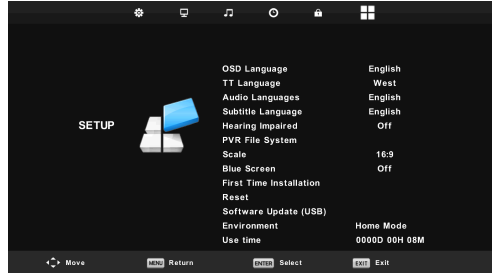 OSD Language English
TT Language West
Audio Languages English
Subtitle Language English
SETUP
Hearing Impaired Off
PVR File System
Scale 16:9
Blue Screen Off
First Time Installation
Reset
Software Update (USB)
Environment Home Mode
Use time 0000D 00H 08M
Move MENU Return ENTER Select EXIT Exit